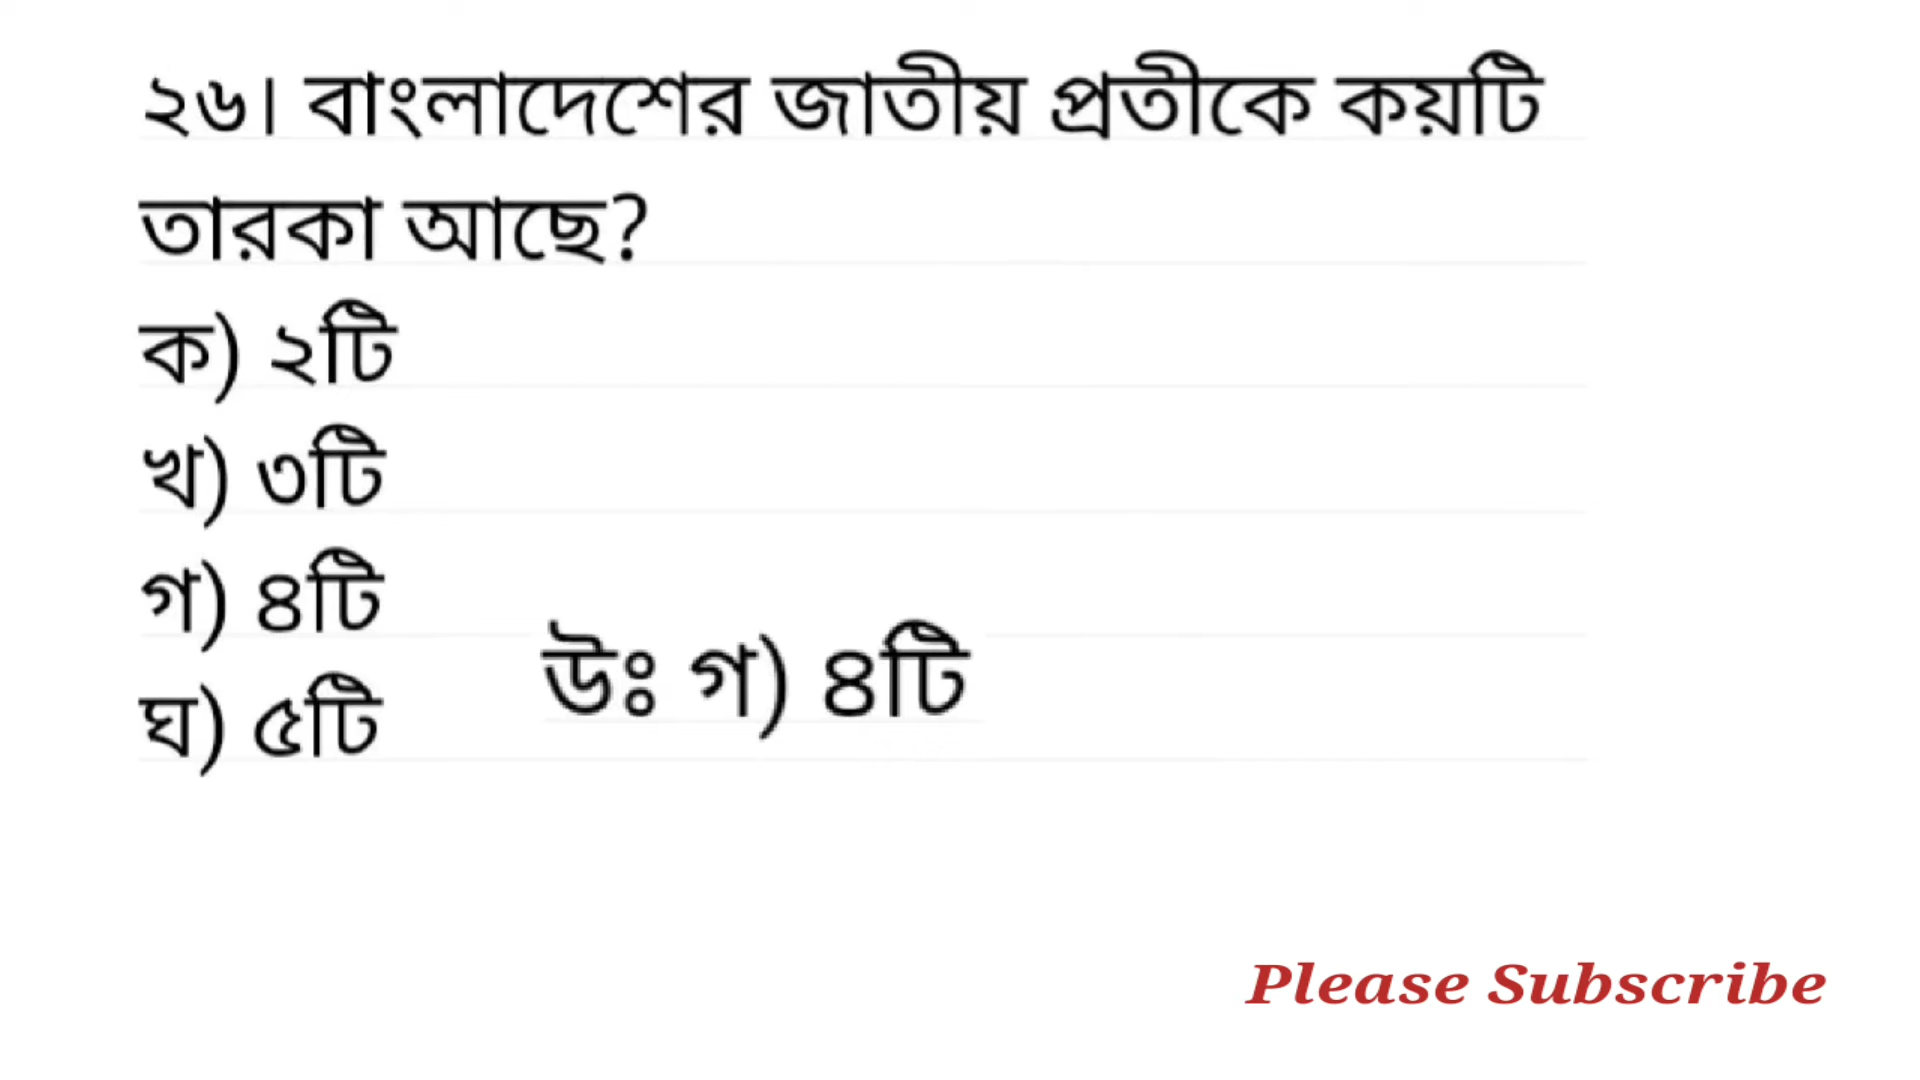 ২৬। বাংলাদেশের জাতীয় প্রতীকে কয়টি
তারকা আছে?
ক) ২টি
খ) ৩টি
গ) ৪টি
ঘ) ৫টি
উঃ গ) ৪টি
Please Subscribe